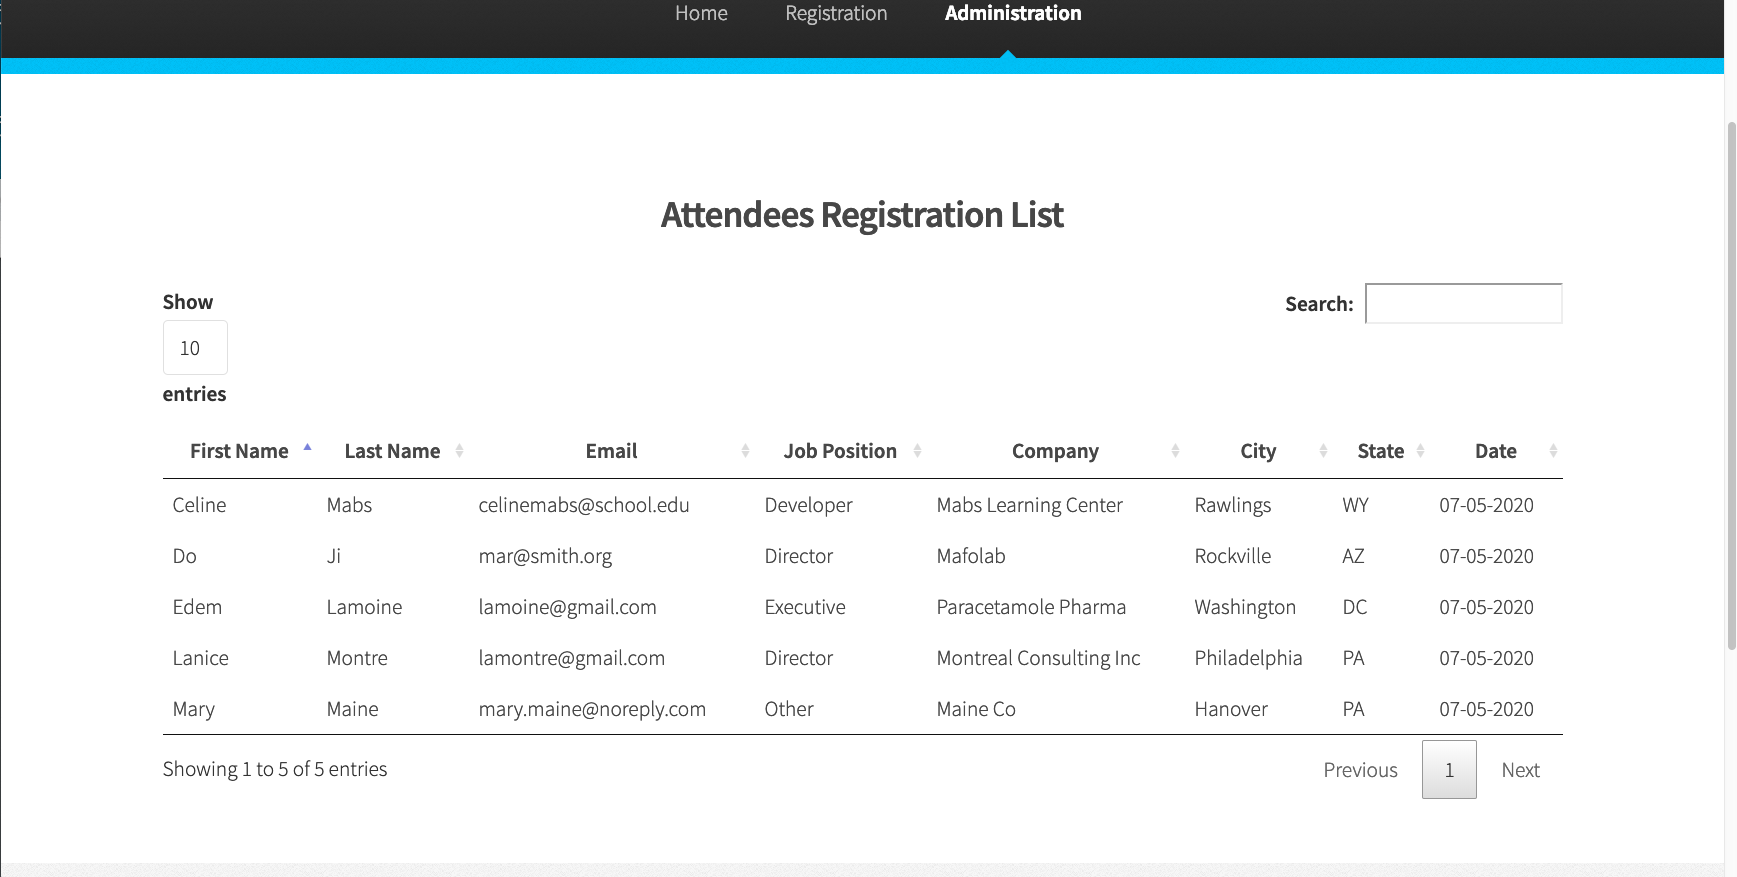 Home Registration Administration
Attendees Registration List
Show
10
entries
Search:
First Name Last Name Email Job Position Company City State Date
Celine Mabs celinemabs@school.edu Developer Mabs Learning Center Rawlings WY 07-05-2020
Do Ji mar@smith.org Director Mafolab Rockville AZ 07-05-2020
Edem Lamoine lamoine@gmail.com Executive Paracetamole Pharma Washington DC 07-05-2020
Lanice Montre lamontre@gmail.com Director Montreal Consulting Inc Philadelphia PA 07-05-2020
Mary Maine mary.maine@noreply.com Other Maine Co Hanover PA 07-05-2020
Showing 1 to 5 of 5 entries
Previous 1 Next